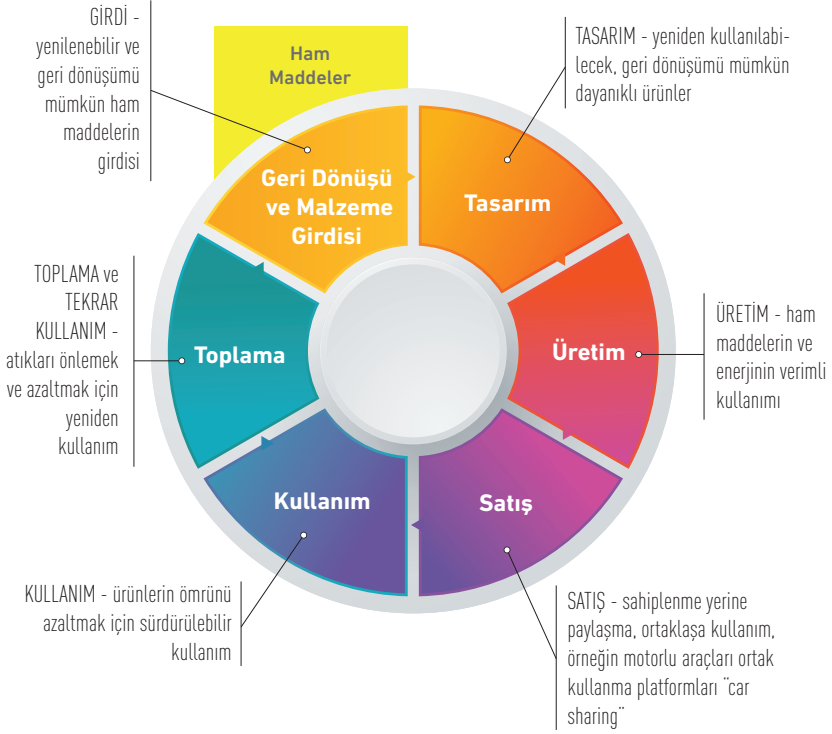 GİRDİ -
yenilenebilir ve
geri dönüşümü
mümkün ham
maddelerin
girdisi
Ham
Maddeler
TASARIM - yeniden kullanılabi-
lecek, geri dönüşümü mümkün
dayanıklı ürünler
Geri Dönüşü
ve Malzeme
Girdisi
Tasarım
TOPLAMA ve
TEKRAR
KULLANIM -
atıkları önlemek
ve azaltmak için
yeniden
kullanım
Toplama
Üretim
ÜRETİM - ham
maddelerin ve
enerjinin verimli
kullanımı
Kullanım
Satış
KULLANIM - ürünlerin ömrünü
azaltmak için sürdürülebilir
kullanım
SATIŞ - sahiplenme yerine
paylaşma, ortaklaşa kullanım,
örneğin motorlu araçları ortak
kullanma platformları ¨car
sharing¨